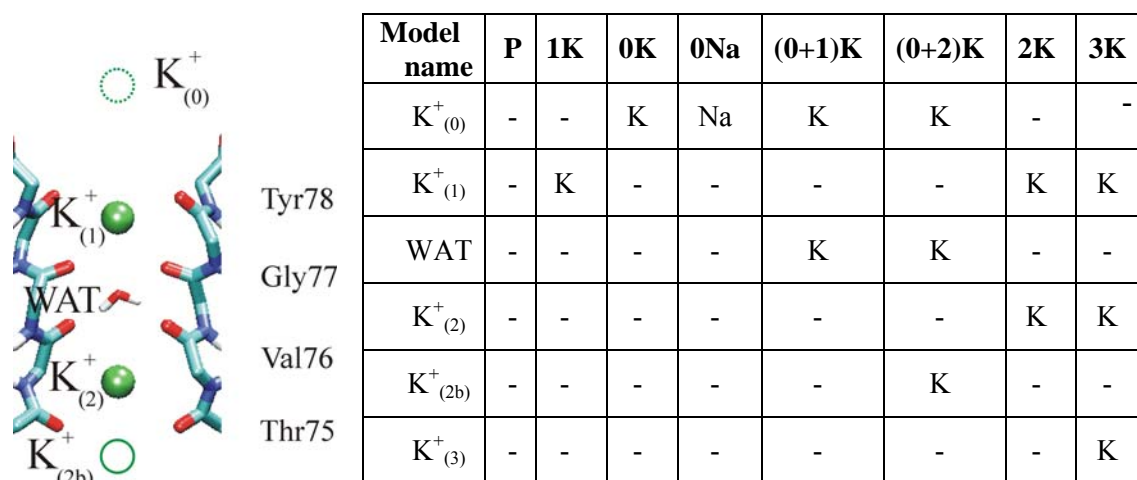 K+(0)
K+(1)
WAT
K+(2)
K+(2b)
Tyr78
Gly77
Val76
Thr75
Model name P 1K 0K 0Na (0+1)K (0+2)K 2K 3K
K+(0) - - K Na K K - -
K+(1) - K - - - - K K
WAT - - - - K K - -
K+(2) - - - - - - K K
K+(2b) - - - - - K - -
K+(3) - - - - - - - K